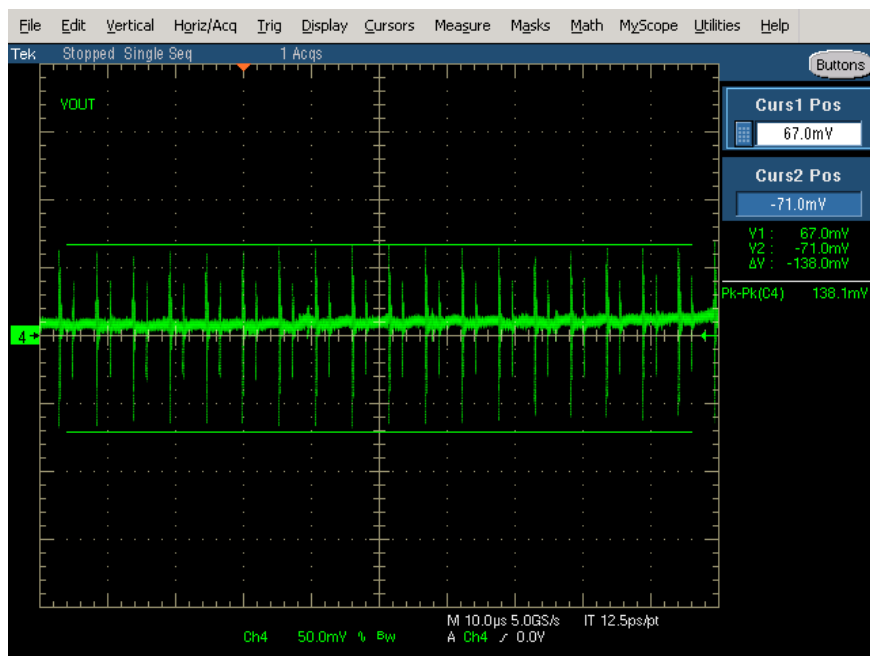 File Edit Vertical Horiz/Acq Trig Display Cursors Measure Masks Math MyScope Utilities Help
Tek Stopped Single Seq 1 Acqs
Buttons
VOUT
Curs1 Pos
67.0mV
Curs2 Pos
-71.0mV
V1 : 67.0mV
V2 : -71.0mV
ΔV : -138.0mV
Pk-Pk(C4) 138.1mV
4
M 10.0µs 5.0GS/s IT 12.5ps/pt
Ch4 50.0mV ∿ Bw A Ch4 ∕ 0.0V